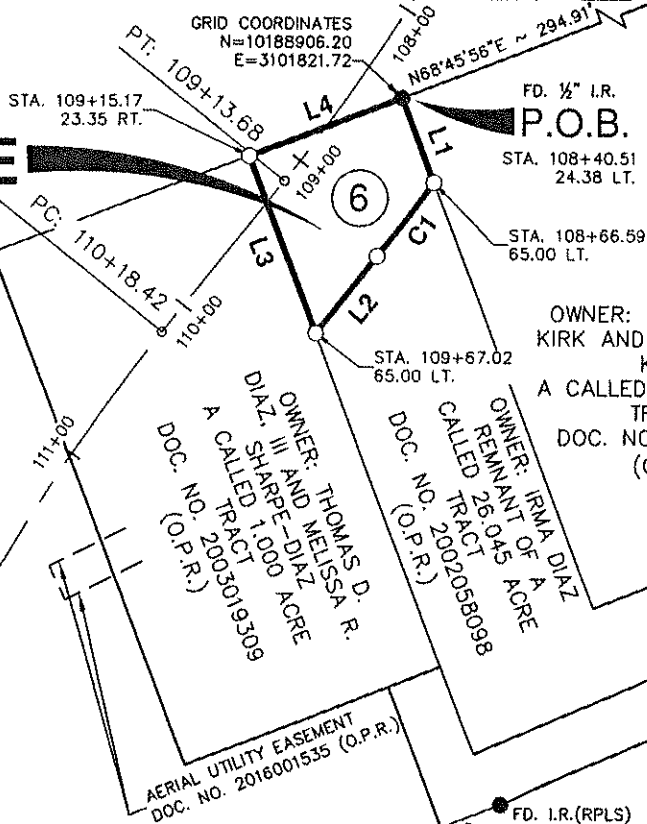 GRID COORDINATES
N=10188906.20
E=3101821.72
108+00
N68°45'56"E ~ 294.91'
PT: 109+13.68
STA. 109+15.17
23.35 RT.
L4
FD. ½" I.R.
P.O.B.
STA. 108+40.51
24.38 LT.
L1
109+00
6
E
C1
STA. 108+66.59
65.00 LT.
PC: 110+18.42
L3
L2
110+00
STA. 109+67.02
65.00 LT.
OWNER:
KIRK AND
K
A CALLED
TR
DOC. NO
(O
111+00
OWNER: THOMAS D.
DIAZ, III AND MELISSA R.
SHARPE-DIAZ
A CALLED 1.000 ACRE
TRACT
DOC. NO. 2003019309
(O.P.R.)
OWNER: IRMA DIAZ
REMNANT OF A
CALLED 26.045 ACRE
TRACT
DOC. NO. 2002058098
(O.P.R.)
AERIAL UTILITY EASEMENT
DOC. NO. 2016001535 (O.P.R.)
FD. I.R.(RPLS)